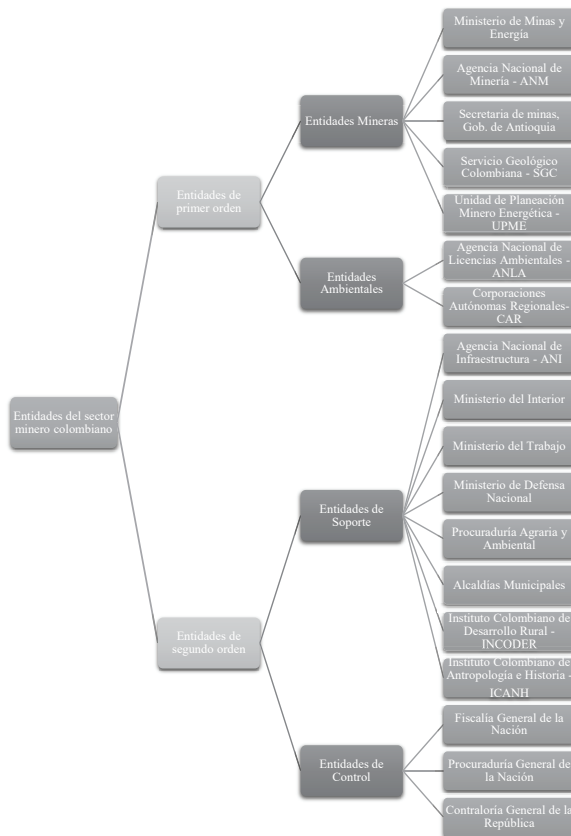 Entidades del sector
minero colombiano
Entidades de
primer orden
Entidades Mineras
Ministerio de Minas y
Energía
Agencia Nacional de
Minería - ANM
Secretaria de minas,
Gob. de Antioquia
Servicio Geológico
Colombiana - SGC
Unidad de Planeación
Minero Energética -
UPME
Entidades
Ambientales
Agencia Nacional de
Licencias Ambientales -
ANLA
Corporaciones
Autónomas Regionales-
CAR
Entidades de
segundo orden
Entidades de
Soporte
Agencia Nacional de
Infraestructura - ANI
Ministerio del Interior
Ministerio del Trabajo
Ministerio de Defensa
Nacional
Procuraduría Agraria y
Ambiental
Alcaldías Municipales
Instituto Colombiano de
Desarrollo Rural -
INCODER
Instituto Colombiano de
Antropología e Historia -
ICANH
Entidades de
Control
Fiscalía General de la
Nación
Procuraduría General de
la Nación
Contraloría General de la
República